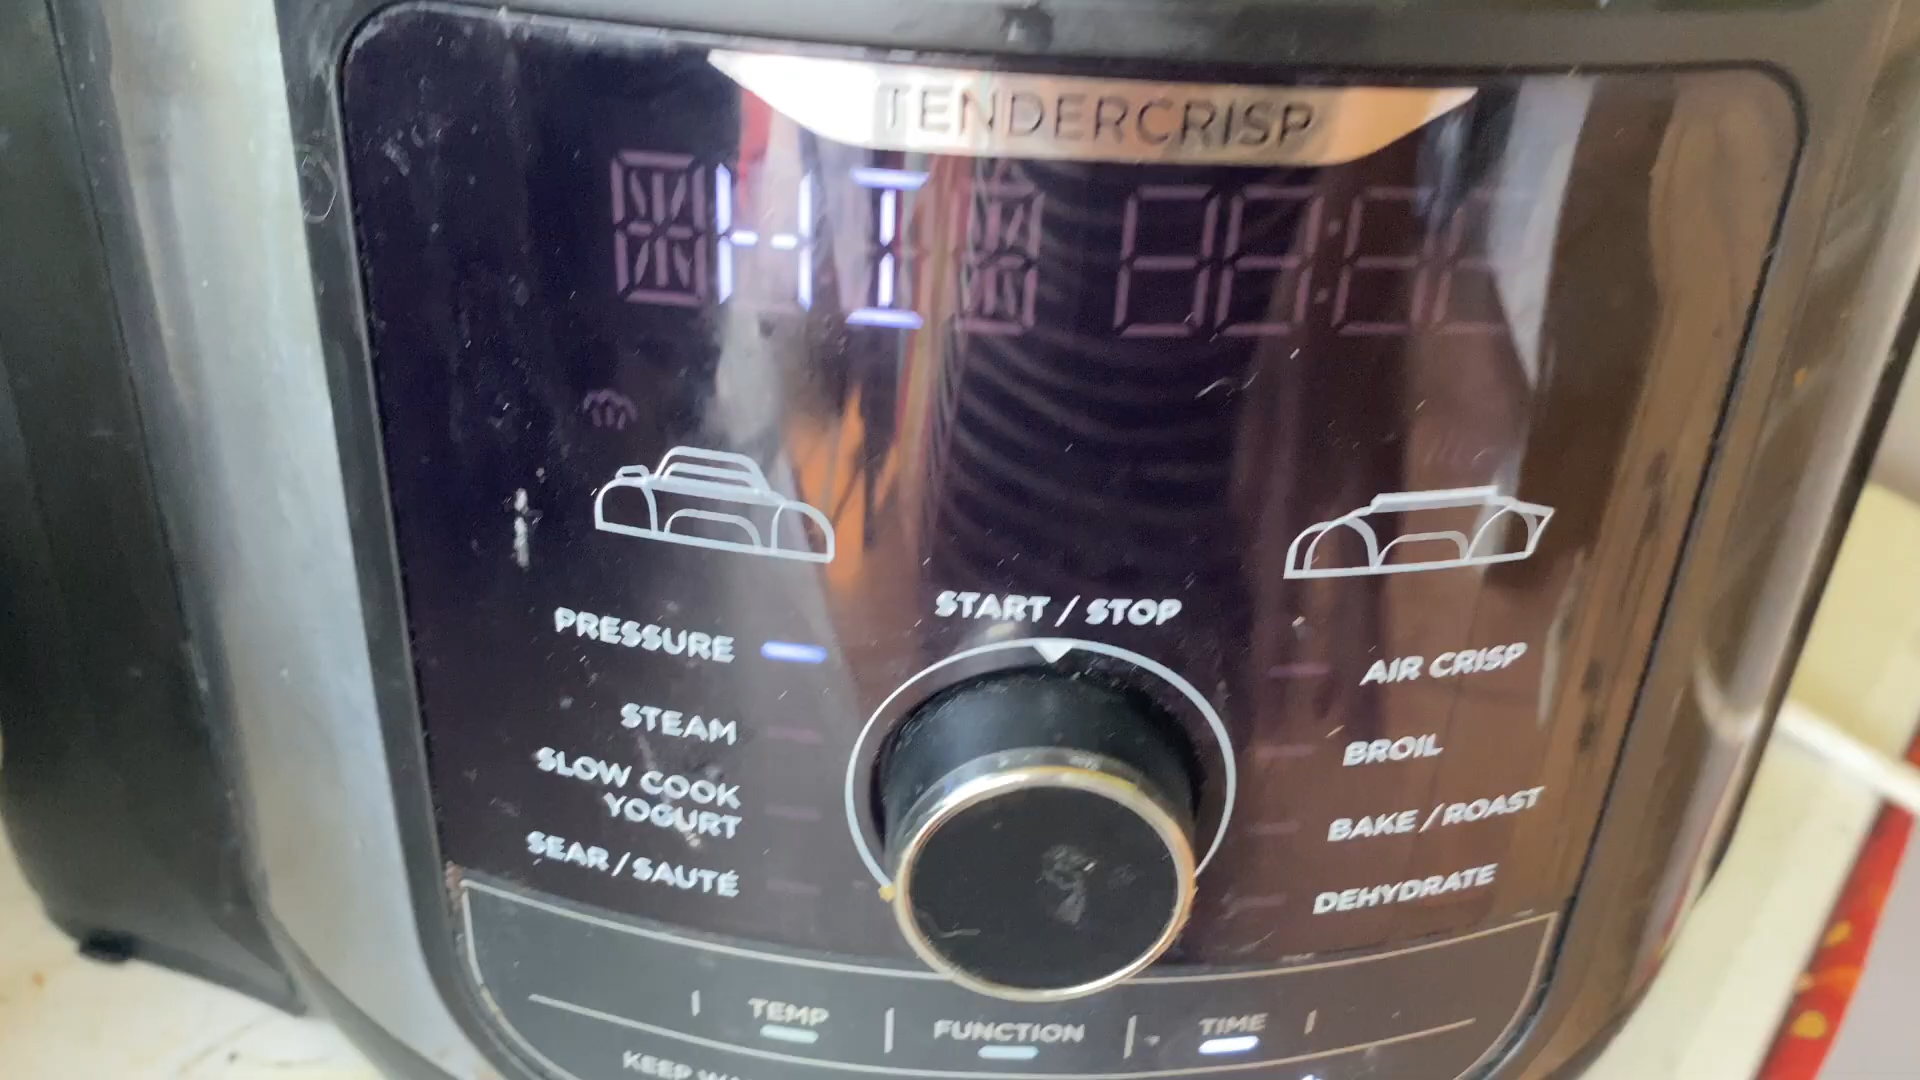 TENDERCRISP
HI
START / STOP
PRESSURE
STEAM
SLOW COOK
YOGURT
SEAR / SAUTÉ
AIR CRISP
BROIL
BAKE / ROAST
DEHYDRATE
TEMP
FUNCTION
TIME
KEEP